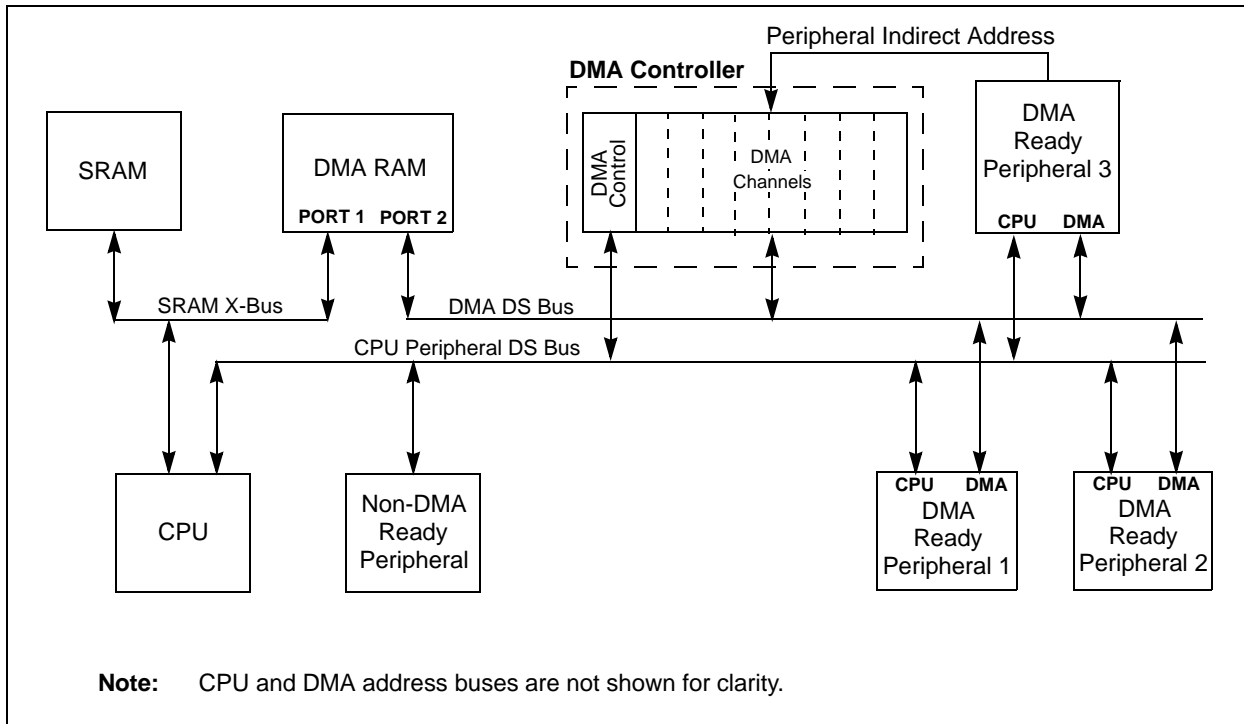 Peripheral Indirect Address
DMA Controller
SRAM
DMA RAM
PORT 1 PORT 2
DMA
Control
DMA
Channels
DMA
Ready
Peripheral 3
CPU DMA
SRAM X-Bus
DMA DS Bus
CPU Peripheral DS Bus
CPU
Non-DMA
Ready
Peripheral
CPU DMA
DMA
Ready
Peripheral 1
CPU DMA
DMA
Ready
Peripheral 2
Note: CPU and DMA address buses are not shown for clarity.